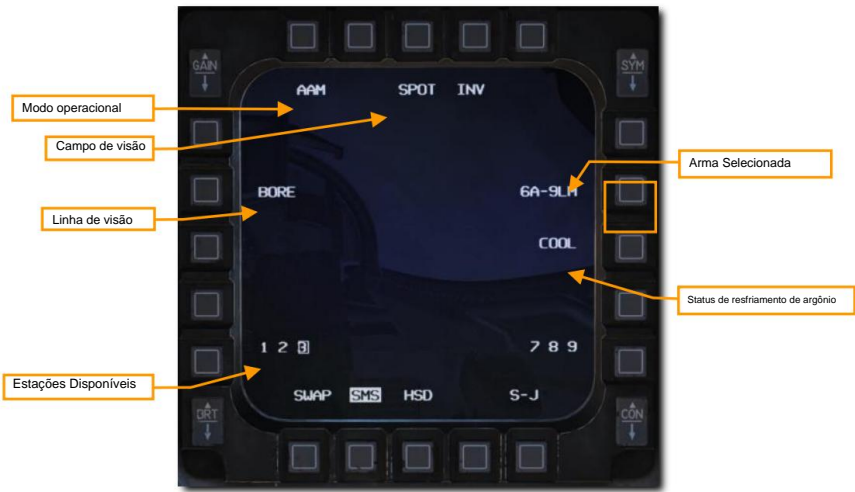 GAIN
SYM
AAM SPOT INV
Modo operacional
Campo de visão
Arma Selecionada
BORE
6A-9LM
Linha de visão
COOL
Status de resfriamento de argônio
1 2 3
7 8 9
Estações Disponíveis
SWAP SMS HSD S-J
BRT
CON